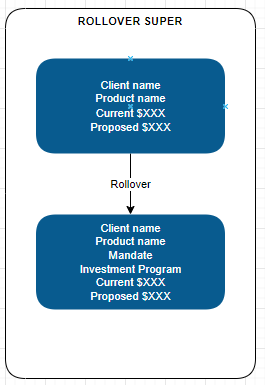 ROLLOVER SUPER
Client name
Product name
Current $XXX
Proposed $XXX
Rollover
Client name
Product name
Mandate
Investment Program
Current $XXX
Proposed $XXX